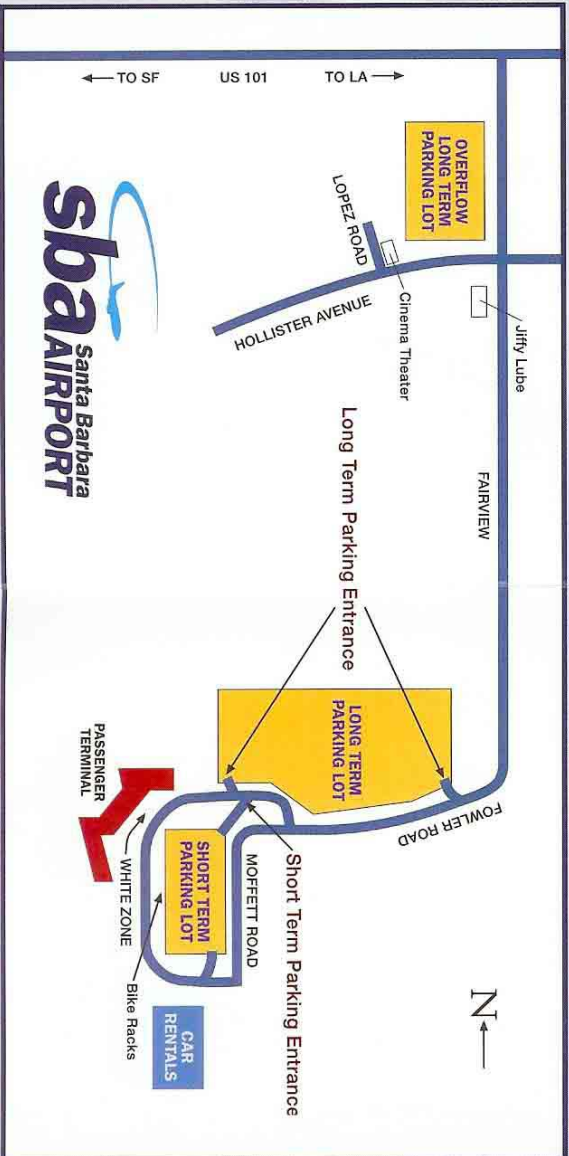 TO SF
US 101
TO LA
OVERFLOW
LONG TERM
PARKING LOT
LOPEZ ROAD
HOLLISTER AVENUE
Cinema Theater
Jiffy Lube
FAIRVIEW
sba Santa Barbara
AIRPORT
Long Term Parking Entrance
LONG TERM
PARKING LOT
FOWLER ROAD
PASSENGER
TERMINAL
WHITE ZONE
SHORT TERM
PARKING LOT
MOFFETT ROAD
Short Term Parking Entrance
Bike Racks
CAR
RENTALS
N